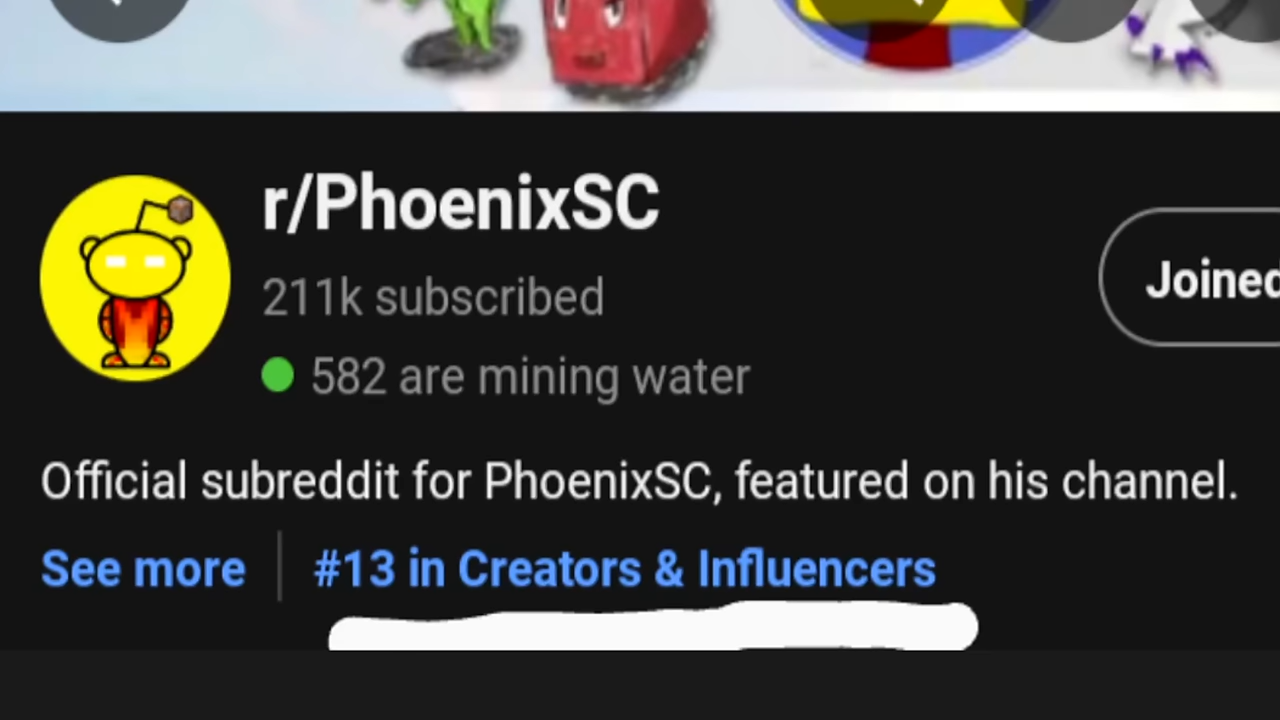 r/PhoenixSC
211k subscribed
Joined
582 are mining water
Official subreddit for PhoenixSC, featured on his channel.
See more
#13 in Creators & Influencers